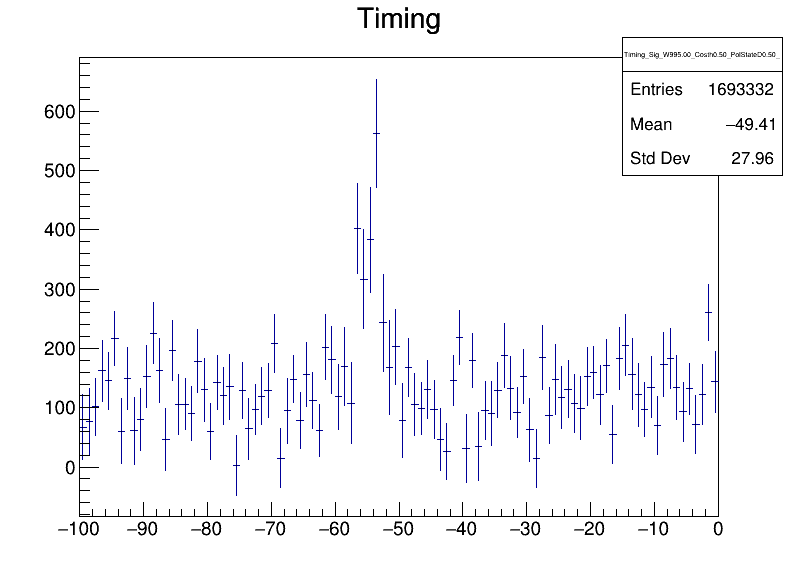 Timing
Timing_Sig_W995.00_Costh0.50_PolStateD0.50_
Entries 1693332
Mean −49.41
Std Dev 27.96
600
500
400
300
200
100
0
−100 −90 −80 −70 −60 −50 −40 −30 −20 −10 0